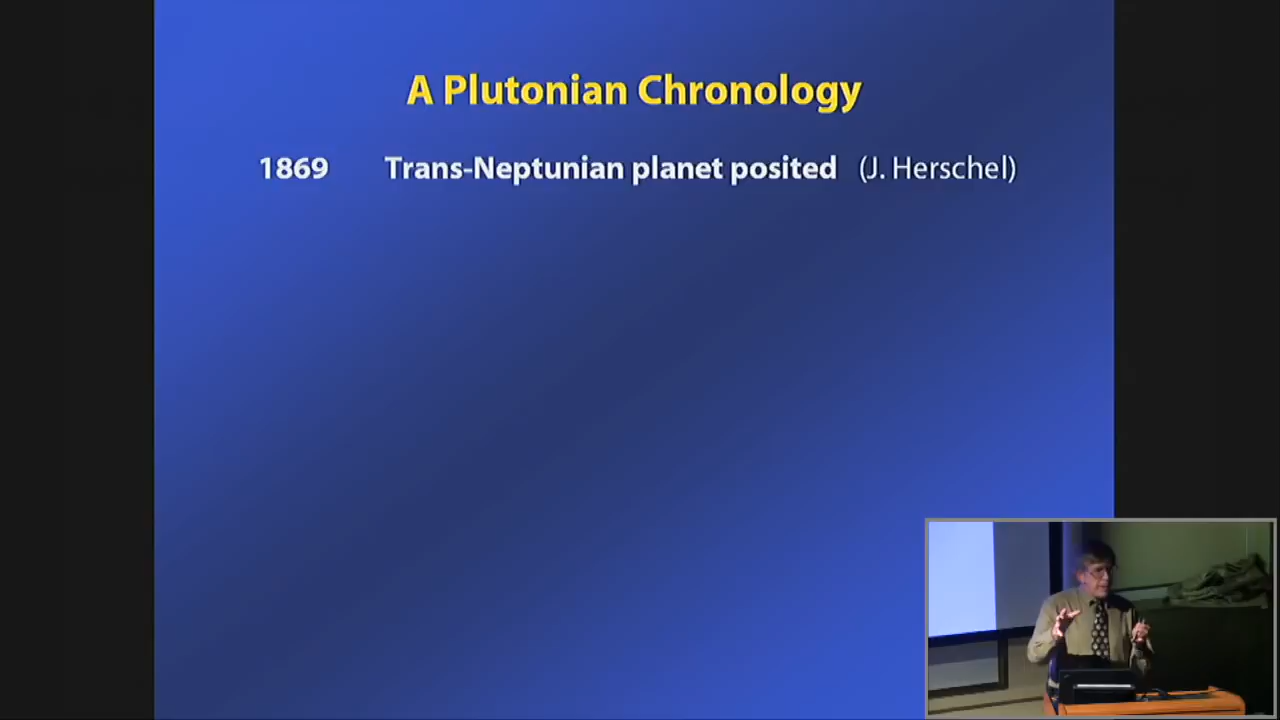 A Plutonian Chronology
1869 Trans-Neptunian planet posited (J. Herschel)